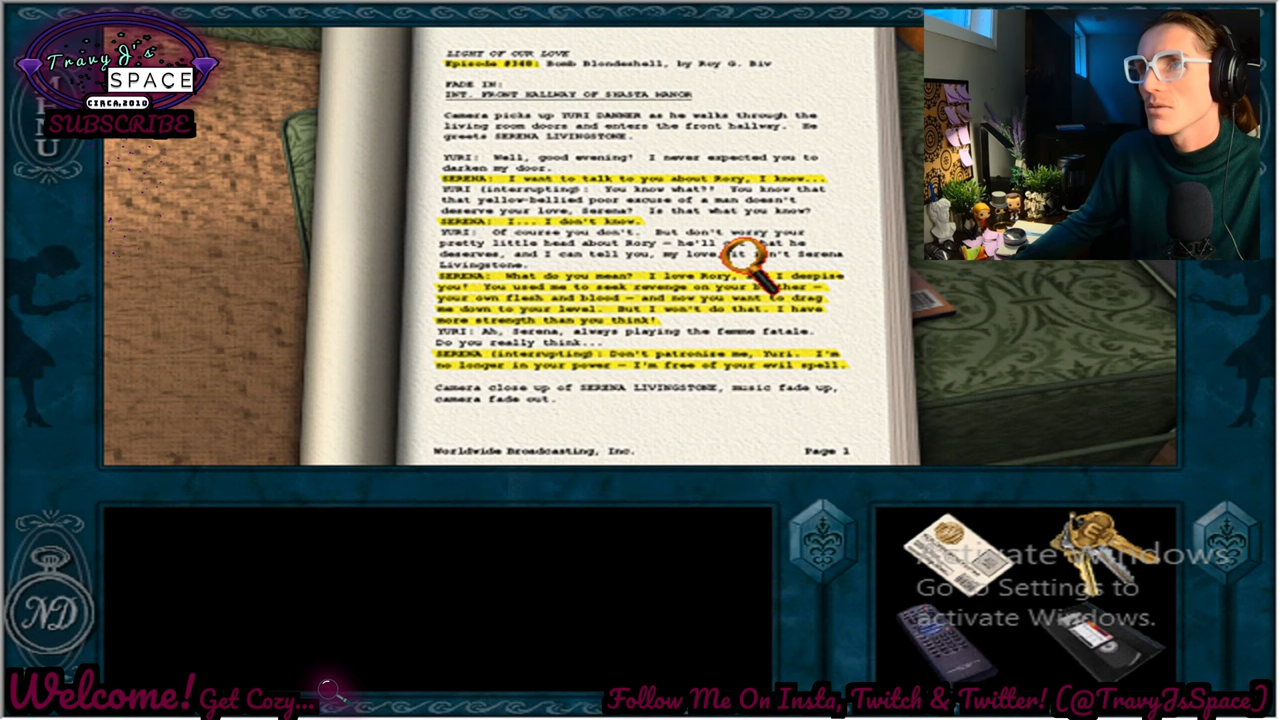 Travy J's
SPACE
CIRCA.2010
SUBSCRIBE
MENU
LIGHT OF OUR LOVE
Episode #340: Bomb Blondeshell, by Roy G. Biv
FADE IN:
INT. FRONT HALLWAY OF SHASTA MANOR
Camera picks up YURI DANNER as he walks through the
living room doors and enters the front hallway. He
greets SERENA LIVINGSTONE.
YURI: Well, good evening! I never expected you to
darken my door.
SERENA: I want to talk to you about Rory, I know...
YURI (interrupting): You know what?! You know that
that yellow-bellied poor excuse of a man doesn't
deserve your love, Serena? Is that what you know?
SERENA: I... I don't know.
YURI: Of course you don't. But don't worry your
pretty little head about Rory – he'll what he
deserves, and I can tell you, my love, it isn't Serena
Livingstone.
SERENA: What do you mean? I love Rory, I despise
you! You used me to seek revenge on your brother –
your own flesh and blood – and now you want to drag
me down to your level. But I won't do that. I have
more strength than you think!
YURI: Ah, Serena, always playing the femme fatale.
Do you really think...
SERENA (interrupting): Don't patronize me, Yuri. I'm
no longer in your power – I'm free of your evil spell.
Camera close up of SERENA LIVINGSTONE, music fade up,
camera fade out.
Worldwide Broadcasting, Inc. Page 1
ND
E
Activate Windows
Go to Settings to
activate Windows.
Welcome! Get Cozy...
Follow Me On Insta, Twitch & Twitter! (@TravyJsSpace)